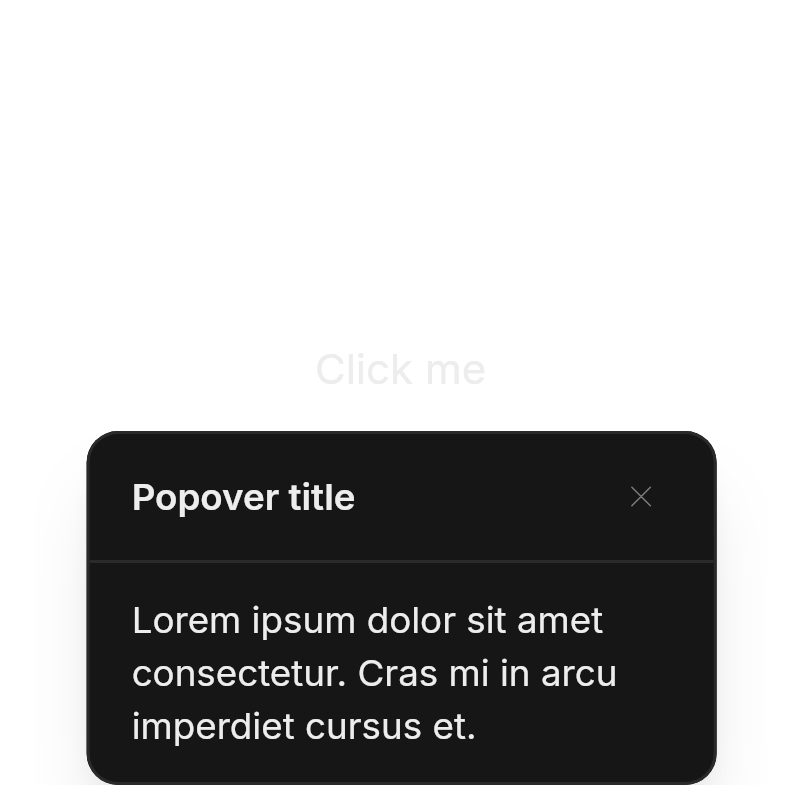 Click me
Popover title
Lorem ipsum dolor sit amet
consectetur. Cras mi in arcu
imperdiet cursus et.